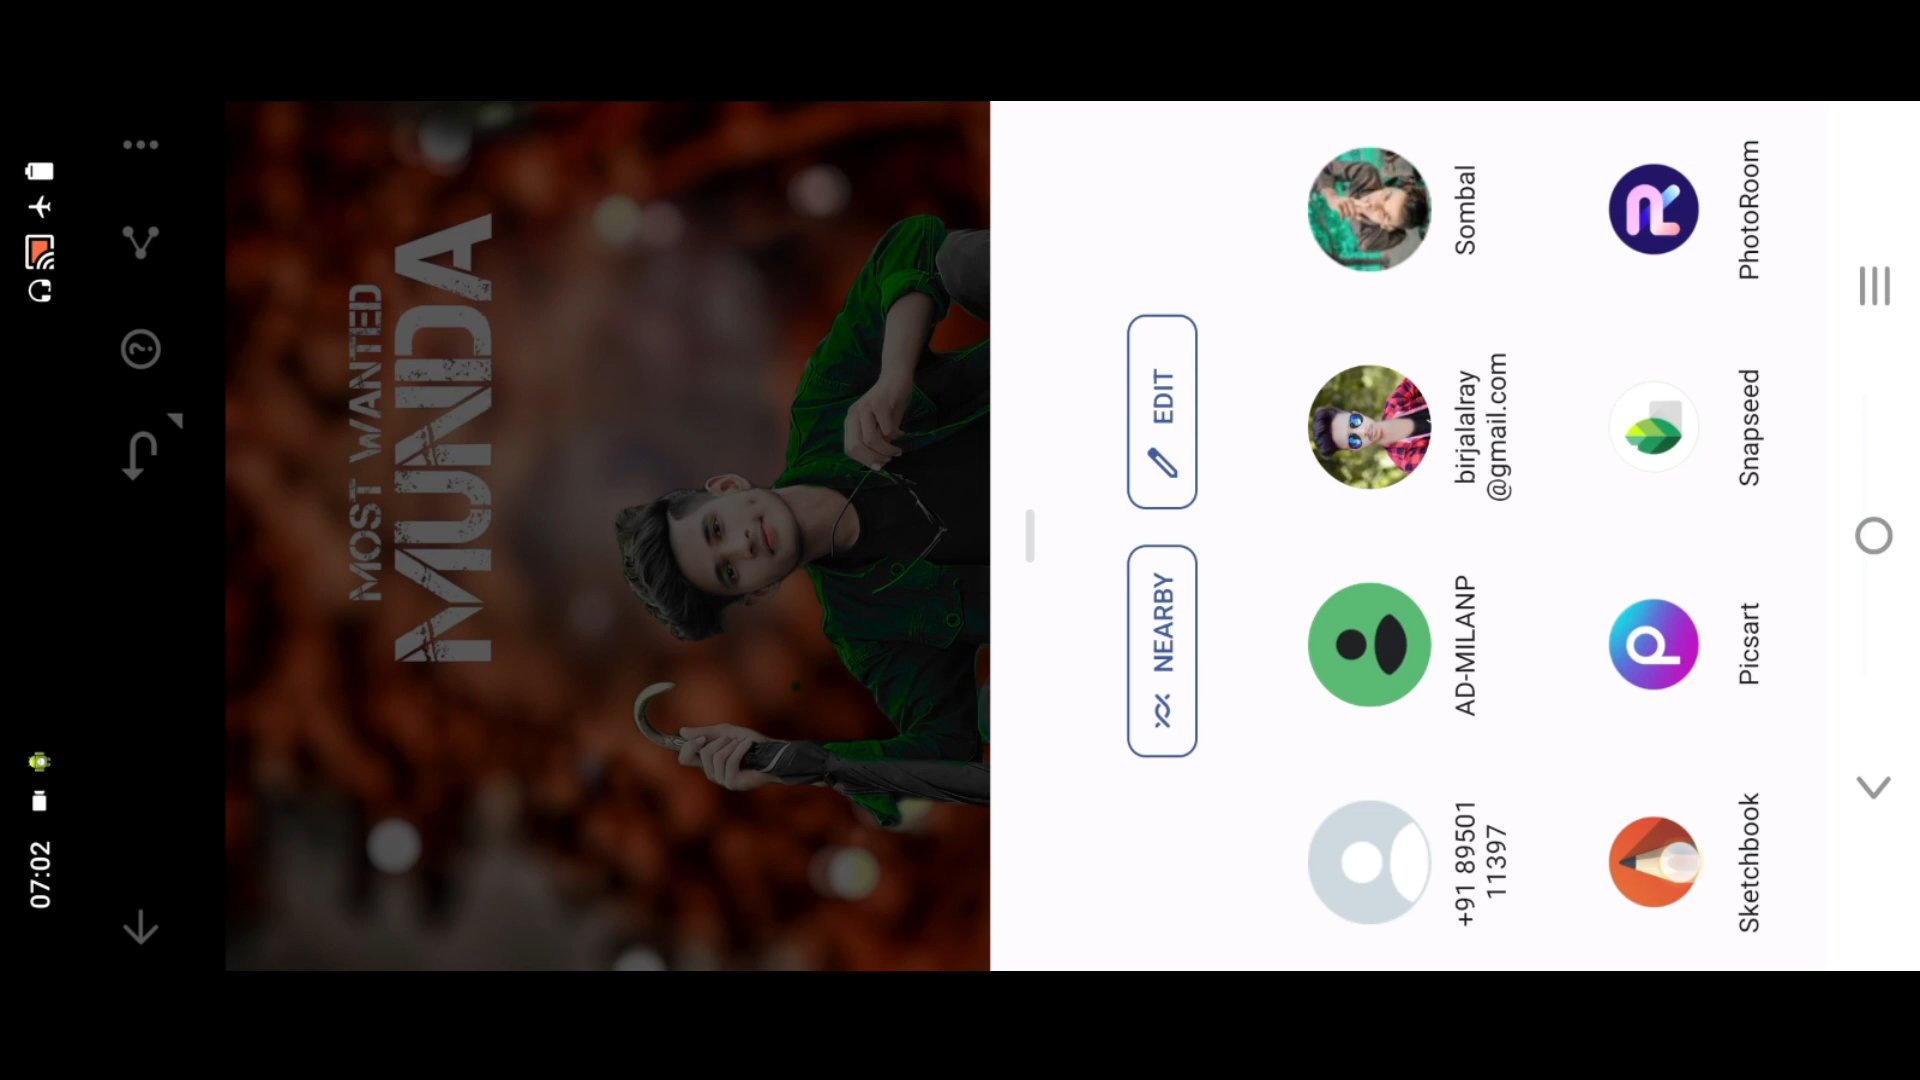 07:02
MOST WANTED
MUNDA
NEARBY
EDIT
+91 89501
11397
AD-MILANP
birjalalray
@gmail.com
Sombal
Sketchbook
Picsart
Snapseed
PhotoRoom